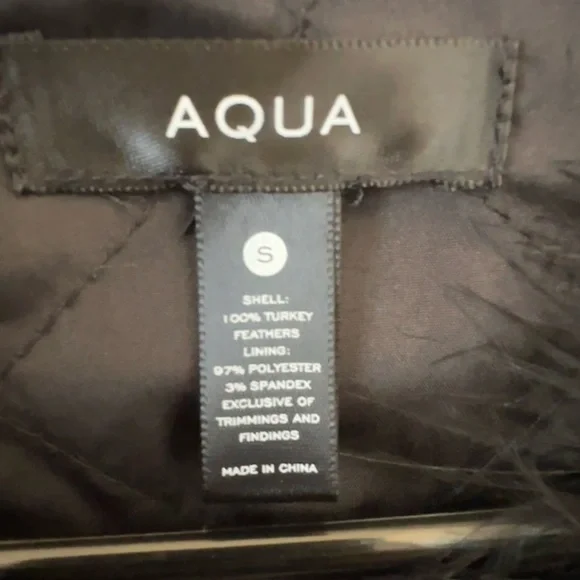 AQUA
S
SHELL:
100% TURKEY
FEATHERS
LINING:
97% POLYESTER
3% SPANDEX
EXCLUSIVE OF
TRIMMINGS AND
FINDINGS
MADE IN CHINA